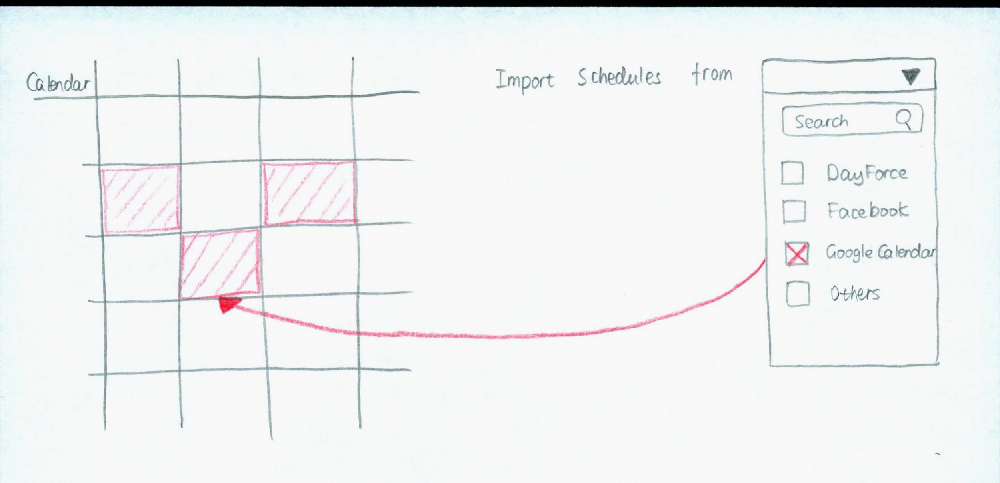 Calendar
Import Schedules from
Search
DayForce
Facebook
Google Calendar
Others